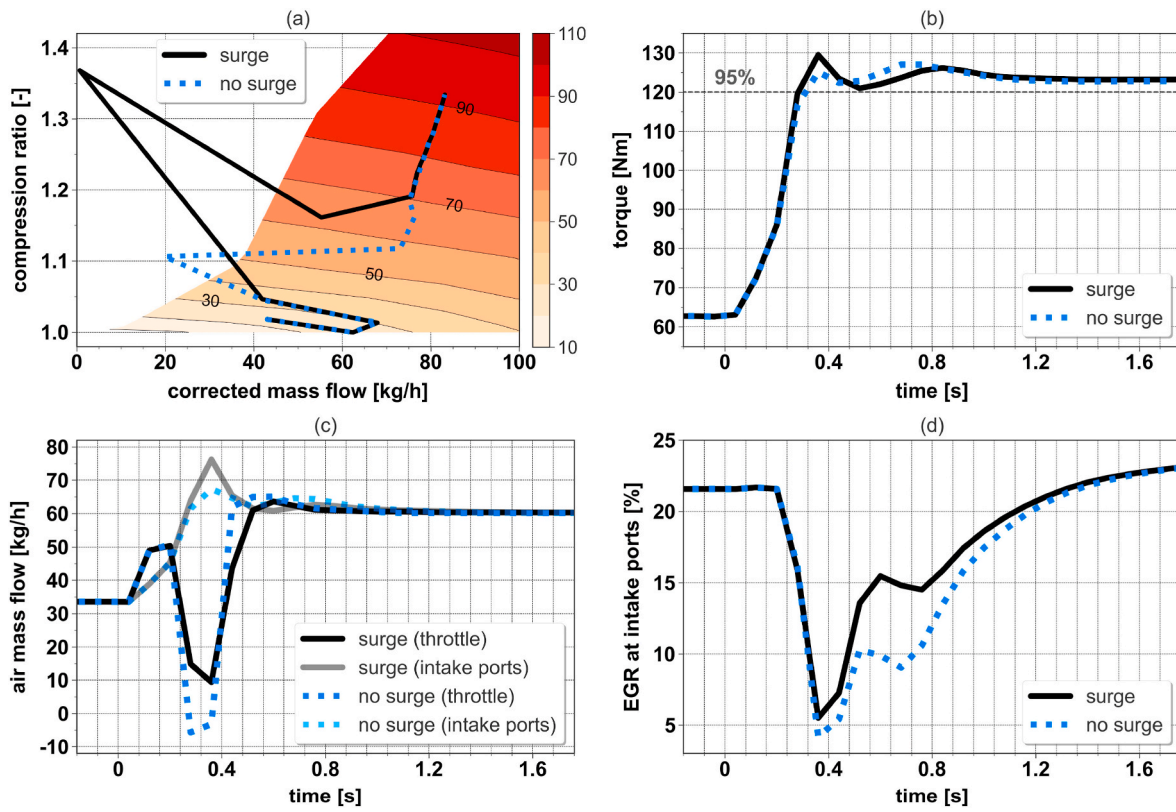 (a)
surge
no surge
compression ratio [-]
1.4
1.3
1.2
1.1
1.0
90
70
50
30
0
20
40
60
80
100
corrected mass flow [kg/h]
110
90
70
50
30
10
(b)
95%
torque [Nm]
130
120
110
100
90
80
70
60
surge
no surge
0
0.4
0.8
1.2
1.6
time [s]
(c)
air mass flow [kg/h]
80
70
60
50
40
30
20
10
0
-10
surge (throttle)
surge (intake ports)
no surge (throttle)
no surge (intake ports)
0
0.4
0.8
1.2
1.6
time [s]
(d)
EGR at intake ports [%]
25
20
15
10
5
surge
no surge
0
0.4
0.8
1.2
1.6
time [s]